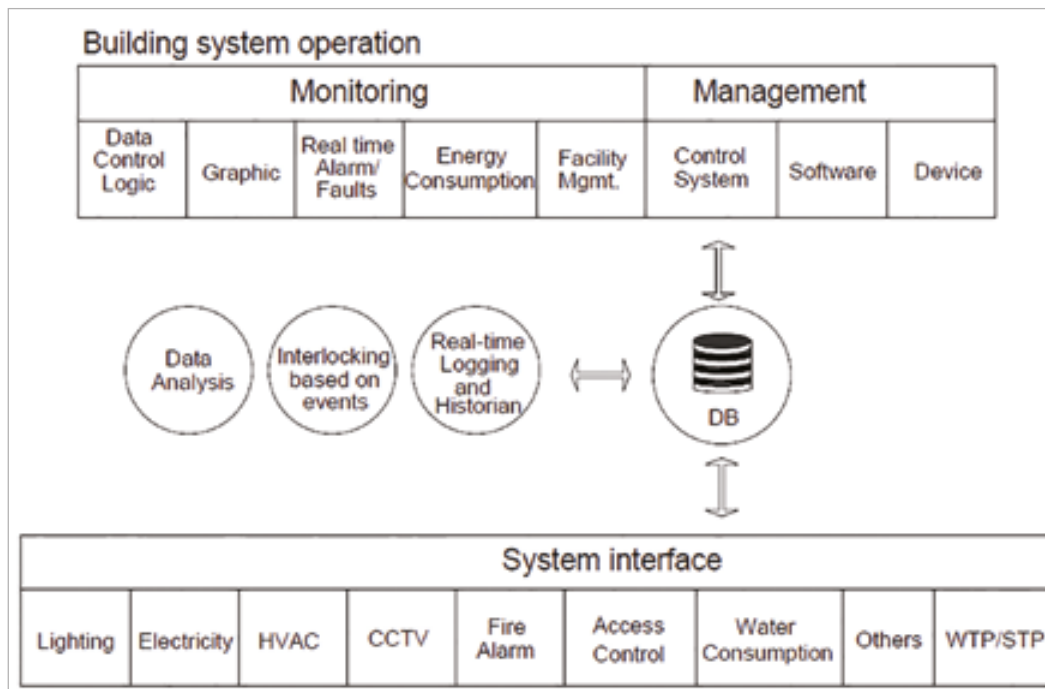 Building system operation
Monitoring
Management
Data
Control
Logic
Graphic
Real time
Alarm/
Faults
Energy
Consumption
Facility
Mgmt.
Control
System
Software
Device
Data
Analysis
Interlocking
based on
events
Real-time
Logging
and
Historian
DB
System interface
Lighting
Electricity
HVAC
CCTV
Fire
Alarm
Access
Control
Water
Consumption
Others
WTP/STP